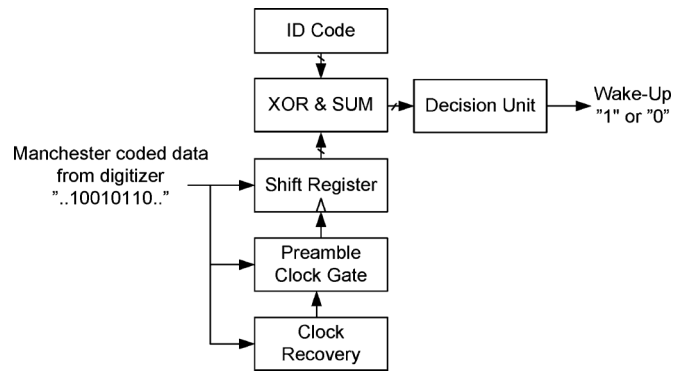 ID Code
XOR & SUM
Decision Unit
Wake-Up
"1" or "0"
Manchester coded data
from digitizer
"..10010110.."
Shift Register
Preamble
Clock Gate
Clock
Recovery